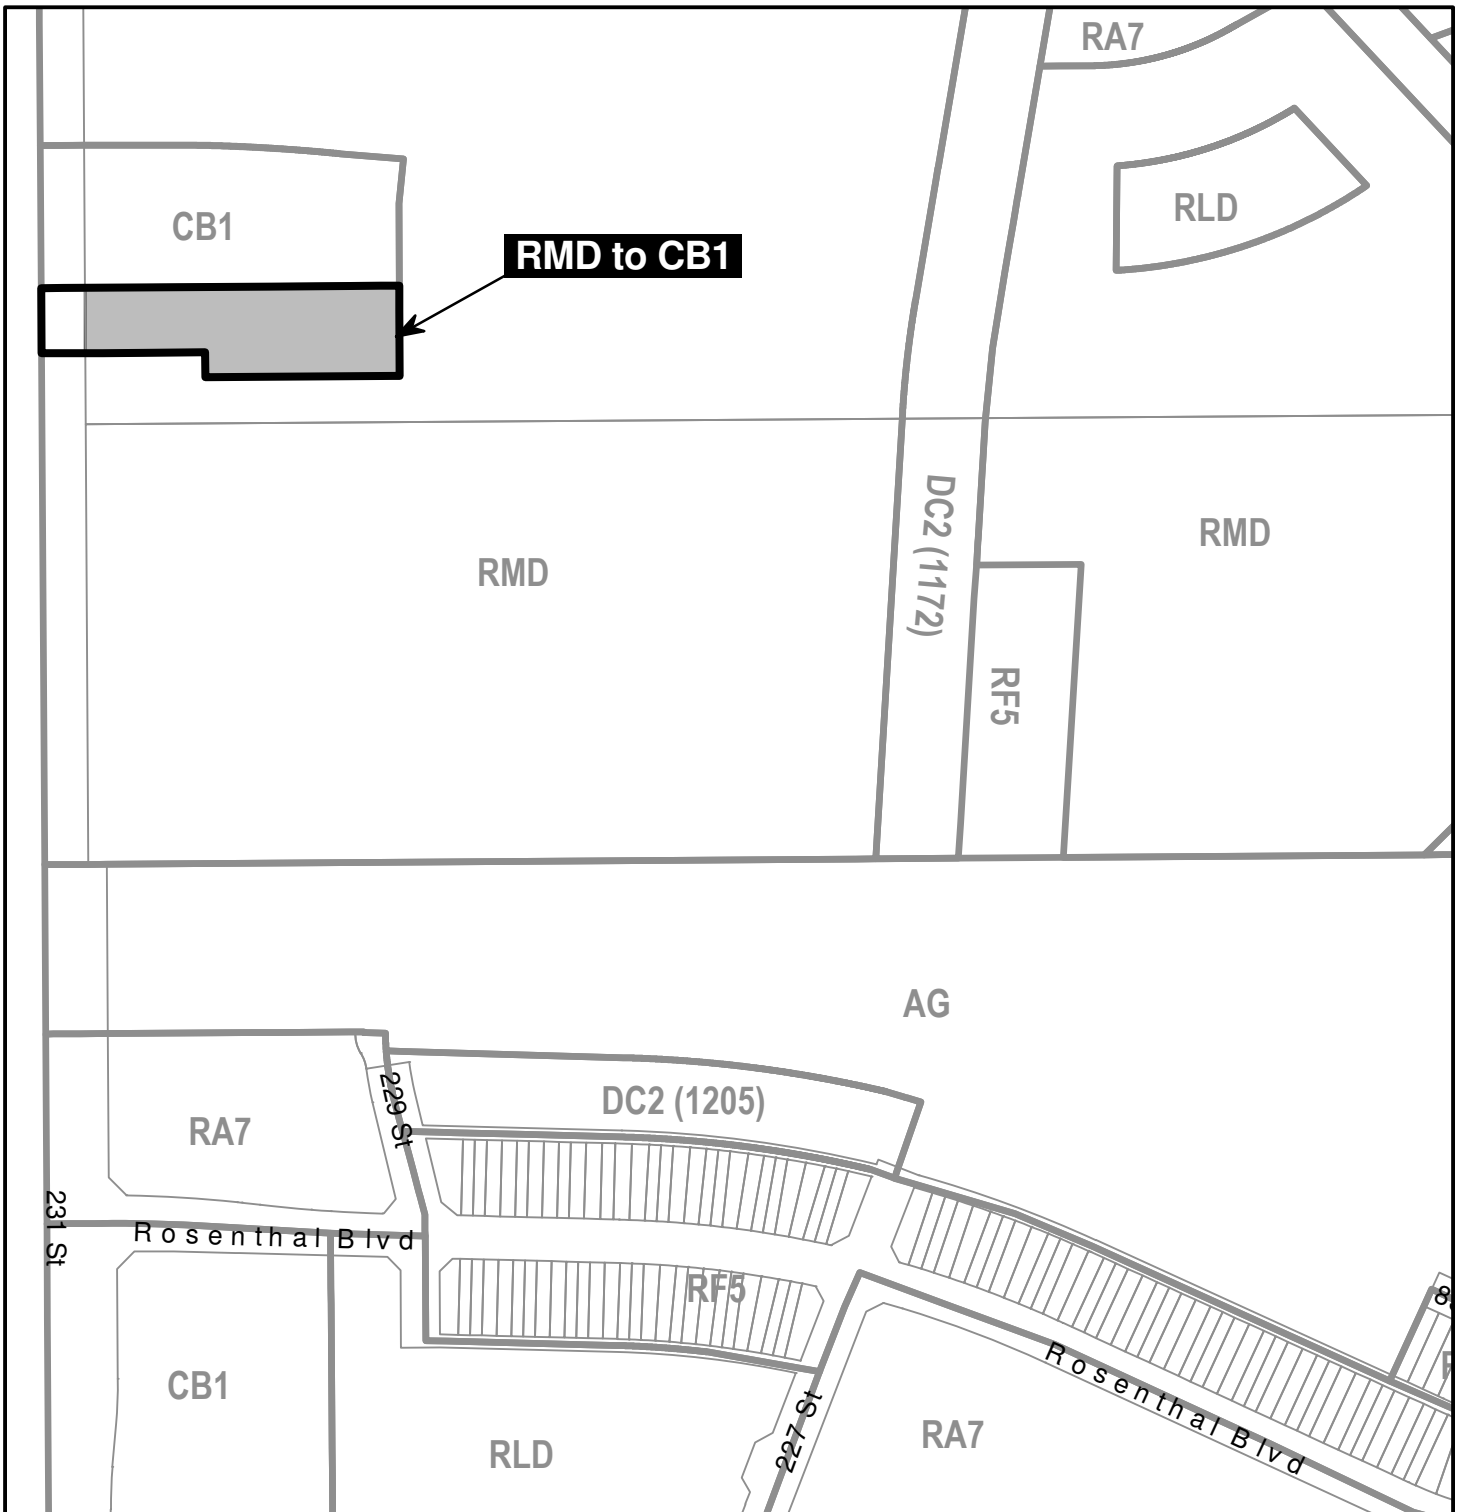 RA7
RLD
CB1
RMD to CB1
DC2 (1172)
RMD
RMD
RF5
AG
DC2 (1205)
229 St
RA7
231 St
Rosenthal Blvd
RF5
CB1
RLD
227 St
RA7
Rosenthal Blvd